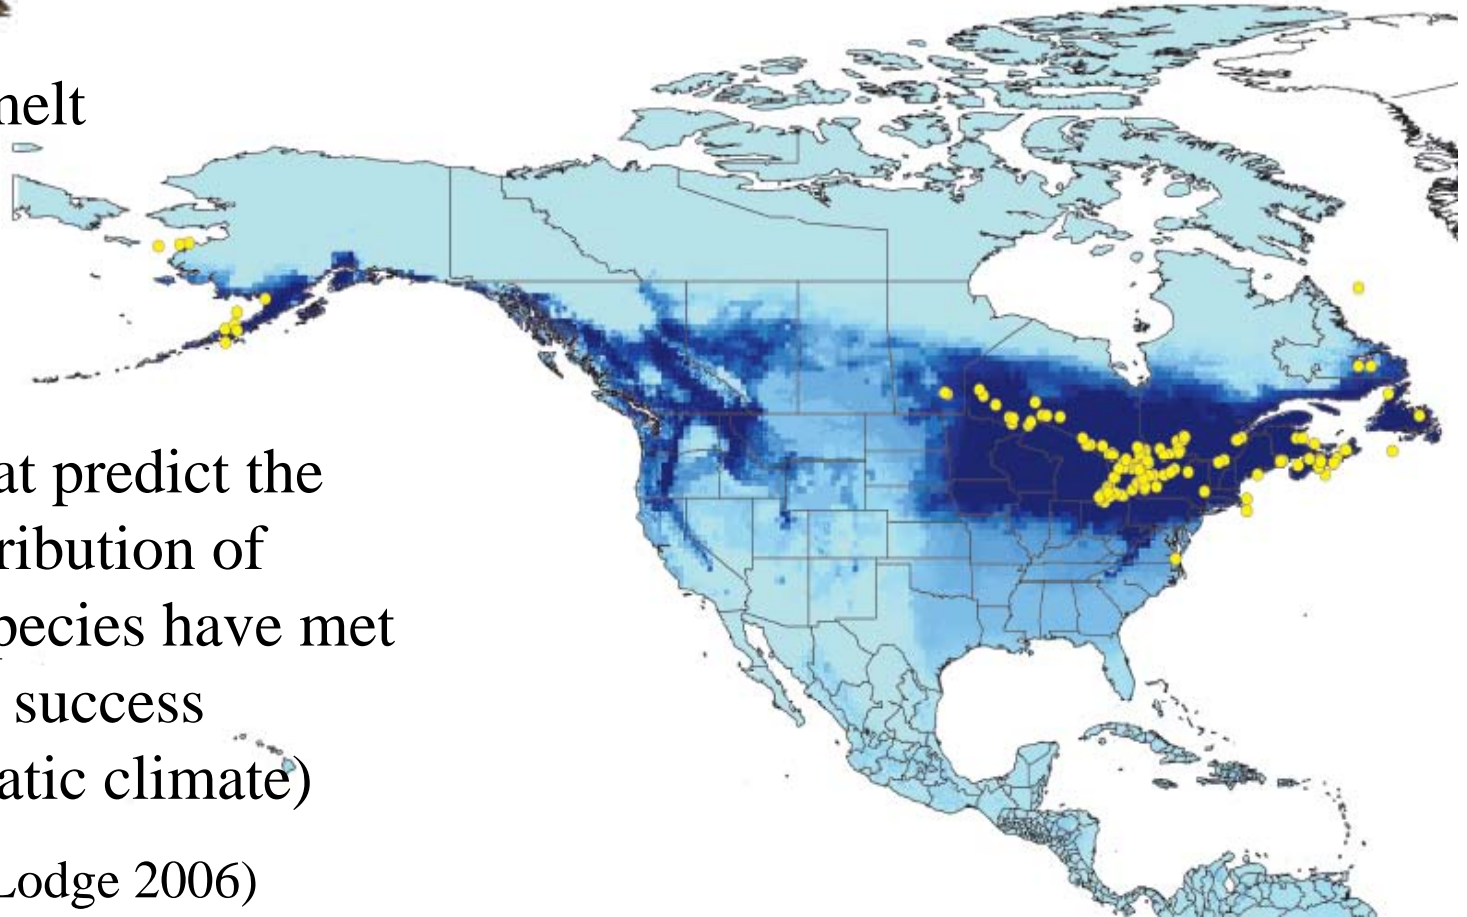 nelt
at predict the
ribution of
pecies have met
success
atic climate)
Lodge 2006)